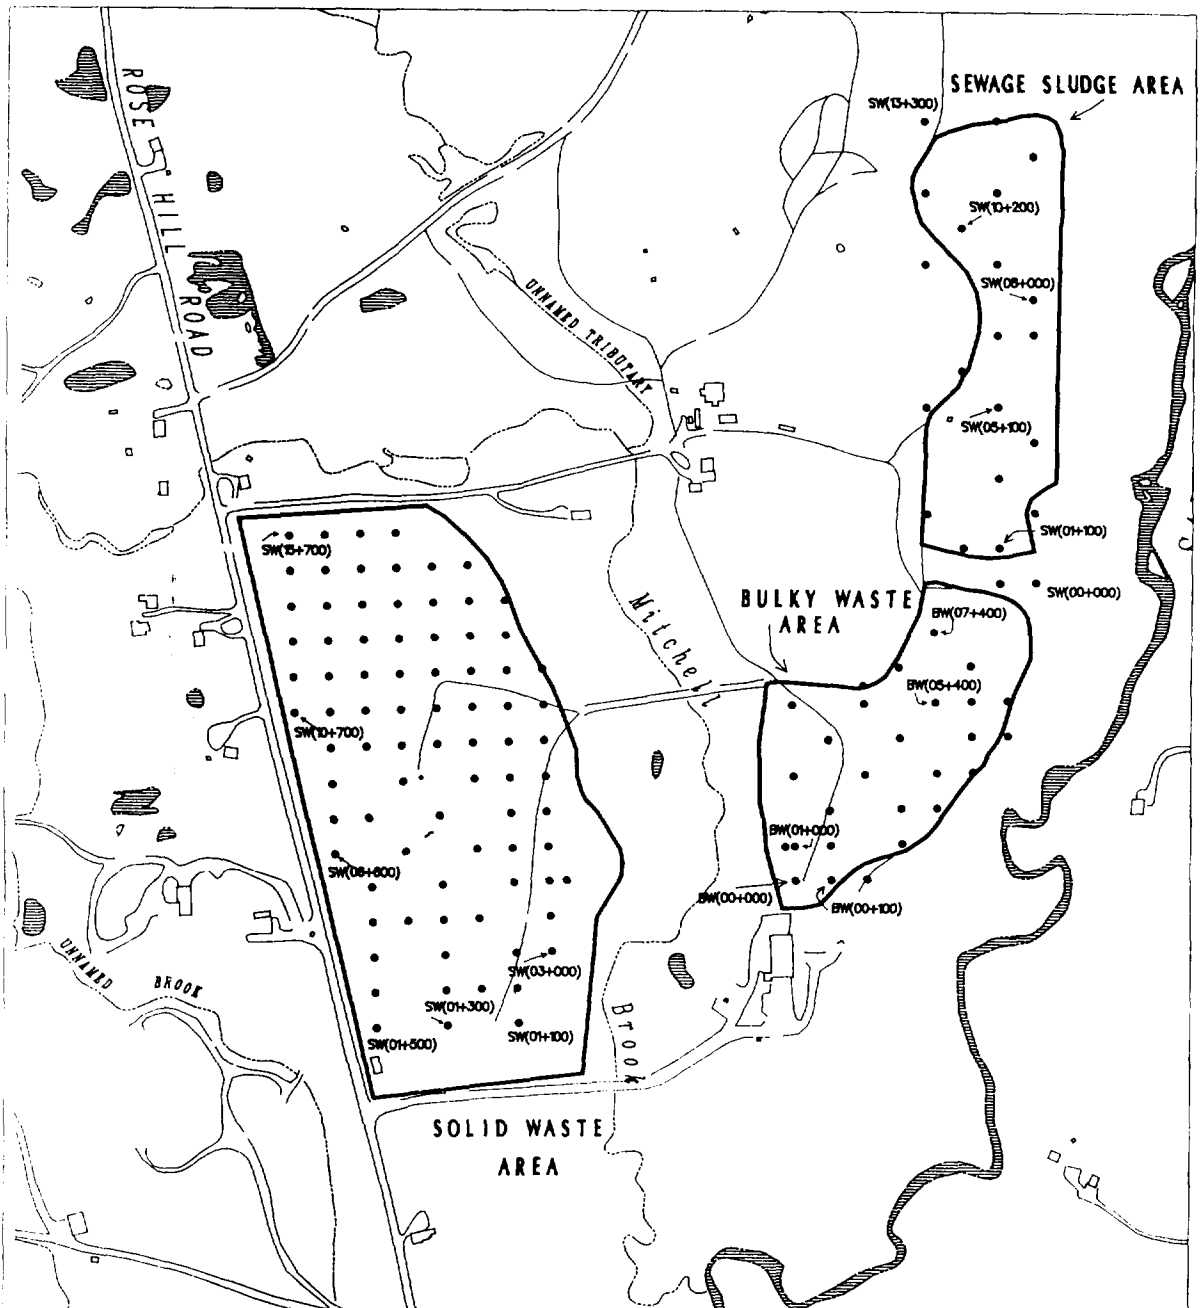 SEWAGE SLUDGE AREA
SW(13+300)
ROSE HILL ROAD
SW(10+200)
SW(06+000)
UNNAMED TRIBUTARY
SW(05+100)
SW(01+100)
SW(15+700)
SW(00+000)
BULKY WASTE
AREA
BW(07+400)
Mitchell
BW(05+400)
SW(10+700)
BW(01+000)
SW(06+600)
BW(00+000)
BW(00+100)
UNNAMED BROOK
SW(03+000)
SW(01+300)
SW(01+500)
SW(01+100)
Brook
SOLID WASTE
AREA